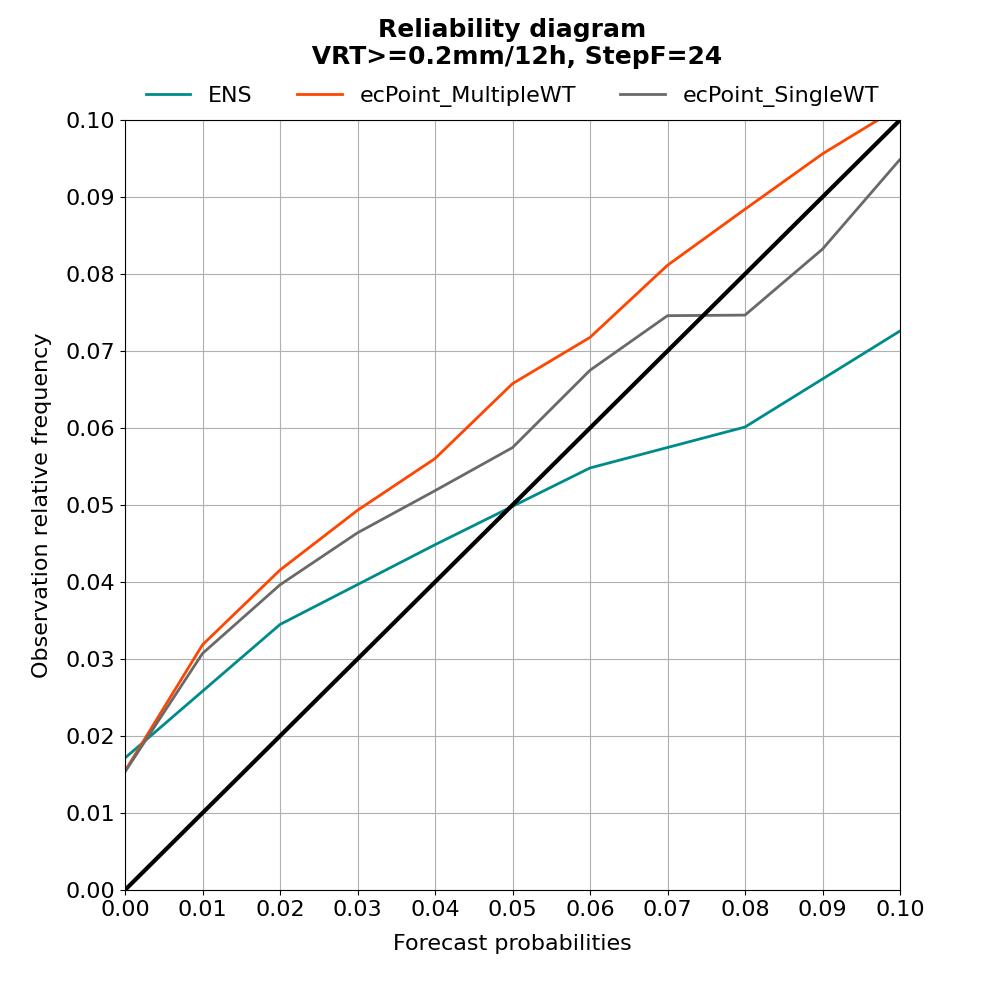 Reliability diagram
VRT>=0.2mm/12h, StepF=24
ENS ecPoint_MultipleWT ecPoint_SingleWT
0.10
0.09
0.08
0.07
0.06
0.05
0.04
0.03
0.02
0.01
0.00
Observation relative frequency
0.00 0.01 0.02 0.03 0.04 0.05 0.06 0.07 0.08 0.09 0.10
Forecast probabilities